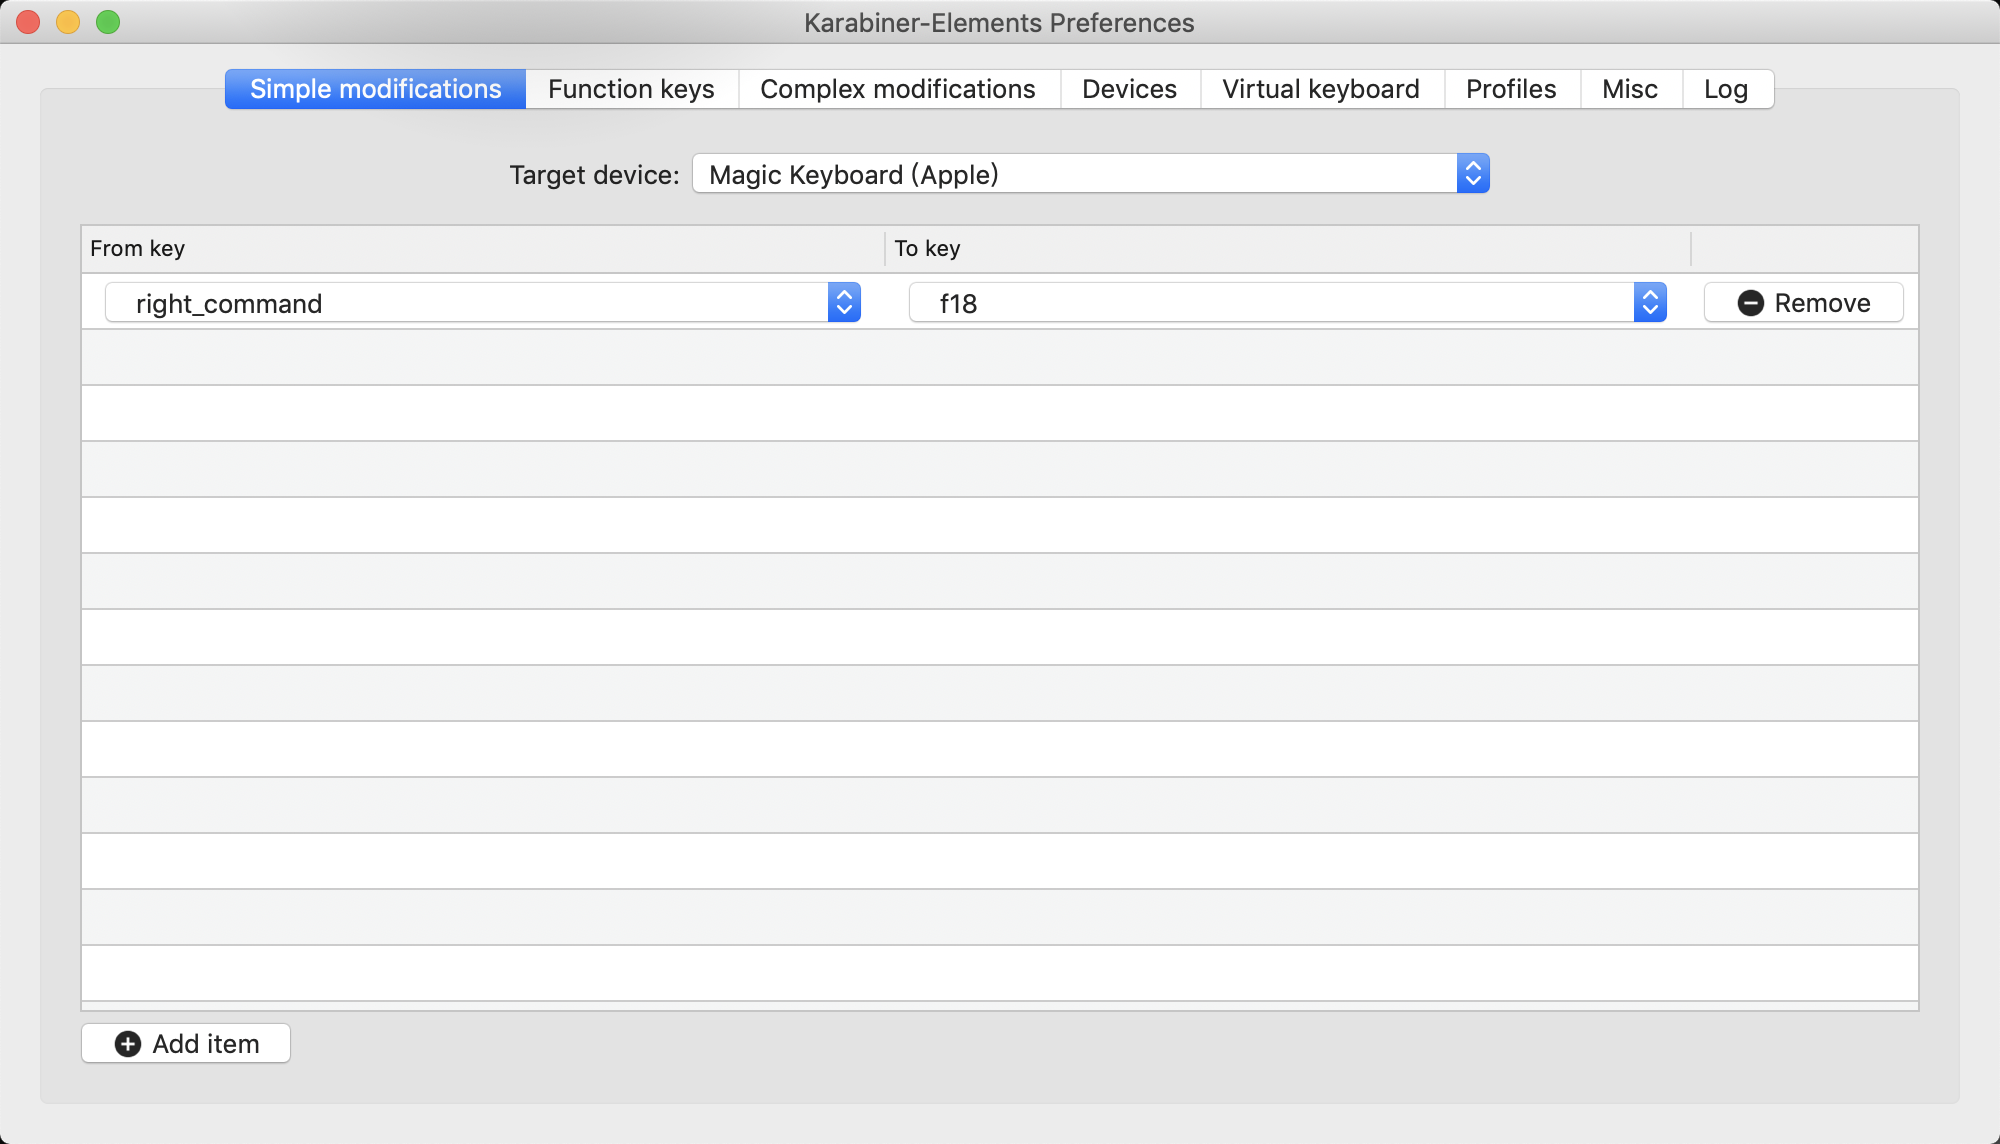 Karabiner-Elements Preferences
Simple modifications Function keys Complex modifications Devices Virtual keyboard Profiles Misc Log
Target device: Magic Keyboard (Apple)
From key To key
right_command f18 Remove
Add item